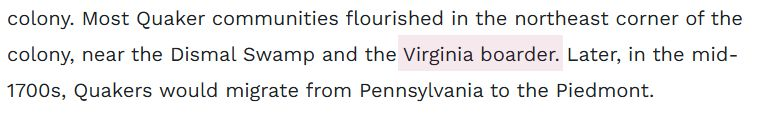 colony. Most Quaker communities flourished in the northeast corner of the
colony, near the Dismal Swamp and the Virginia boarder. Later, in the mid-
1700s, Quakers would migrate from Pennsylvania to the Piedmont.